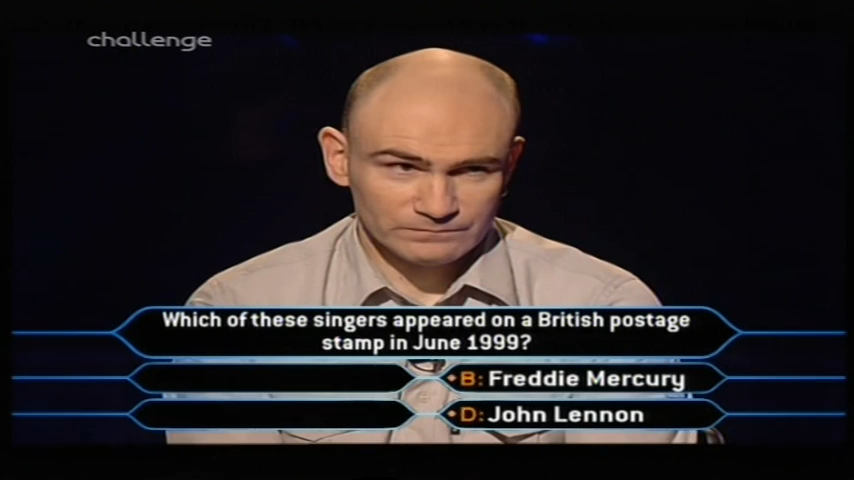 challenge
Which of these singers appeared on a British postage
stamp in June 1999?
B: Freddie Mercury
D: John Lennon